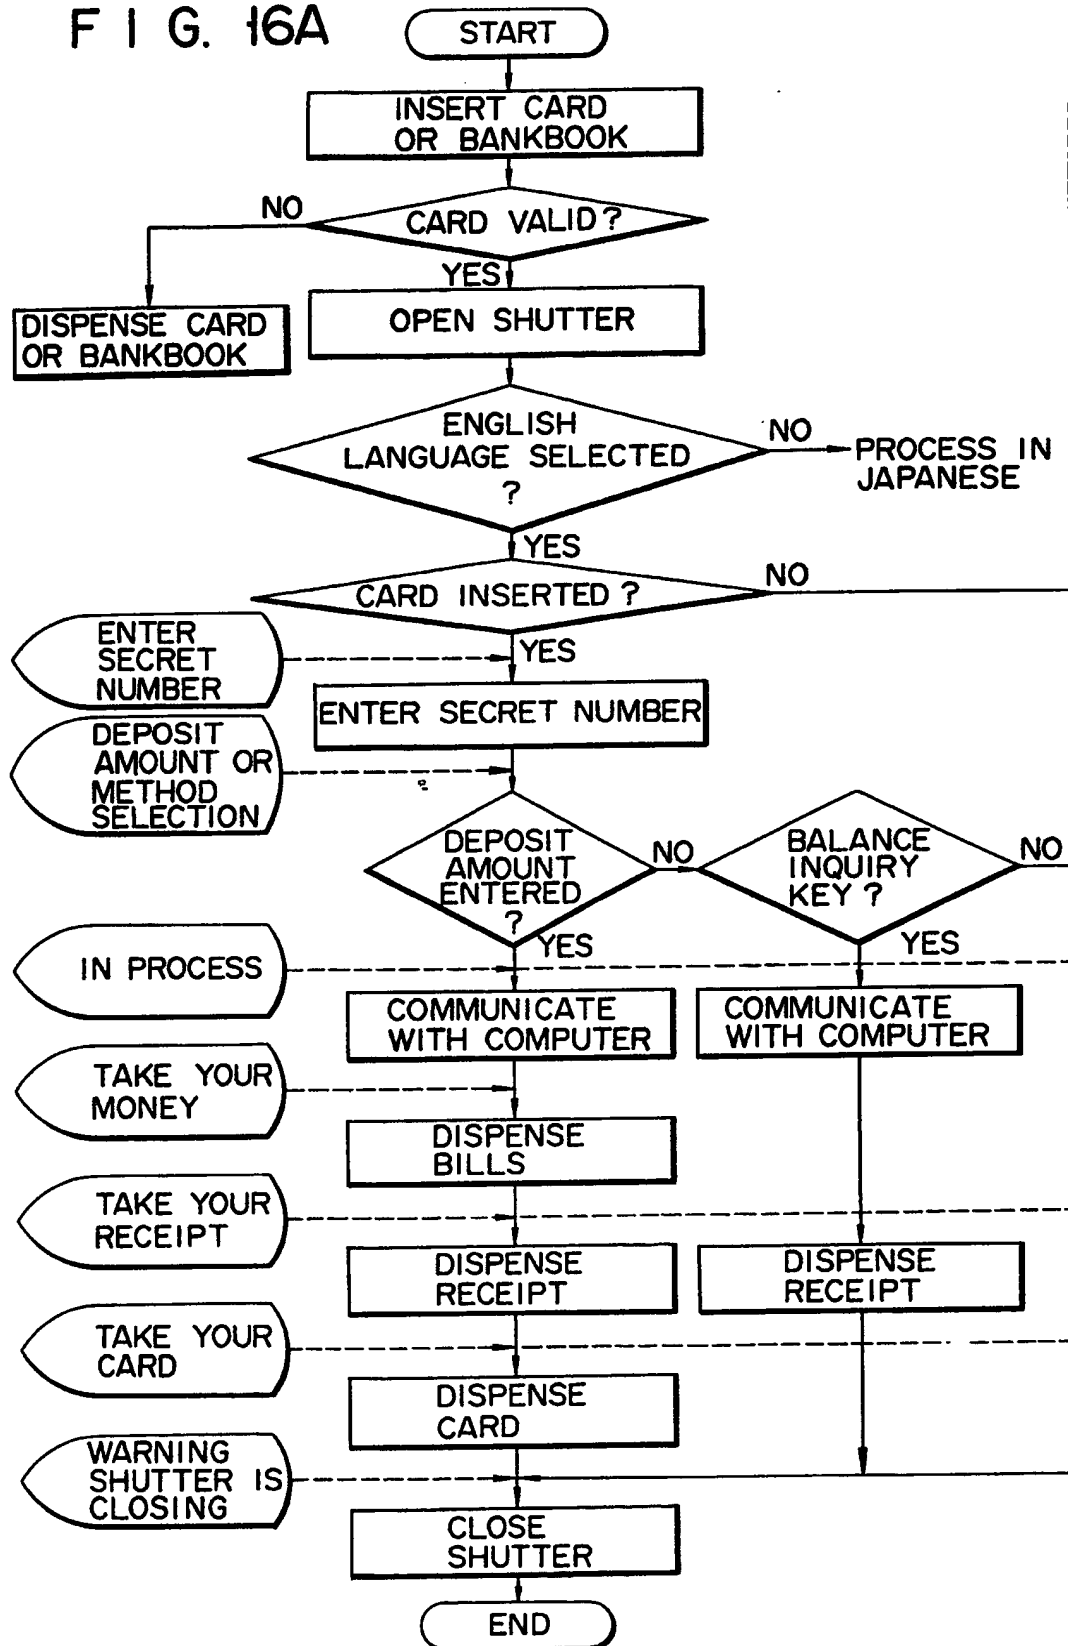 FIG. 16A
START
INSERT CARD
OR BANKBOOK
NO
CARD VALID?
YES
DISPENSE CARD
OR BANKBOOK
OPEN SHUTTER
ENGLISH
LANGUAGE SELECTED
?
NO
PROCESS IN
JAPANESE
YES
CARD INSERTED?
NO
YES
ENTER
SECRET
NUMBER
ENTER SECRET NUMBER
DEPOSIT
AMOUNT OR
METHOD
SELECTION
DEPOSIT
AMOUNT
ENTERED
?
NO
BALANCE
INQUIRY
KEY?
NO
YES
YES
IN PROCESS
COMMUNICATE
WITH COMPUTER
COMMUNICATE
WITH COMPUTER
TAKE YOUR
MONEY
DISPENSE
BILLS
TAKE YOUR
RECEIPT
DISPENSE
RECEIPT
DISPENSE
RECEIPT
TAKE YOUR
CARD
DISPENSE
CARD
WARNING
SHUTTER IS
CLOSING
CLOSE
SHUTTER
END